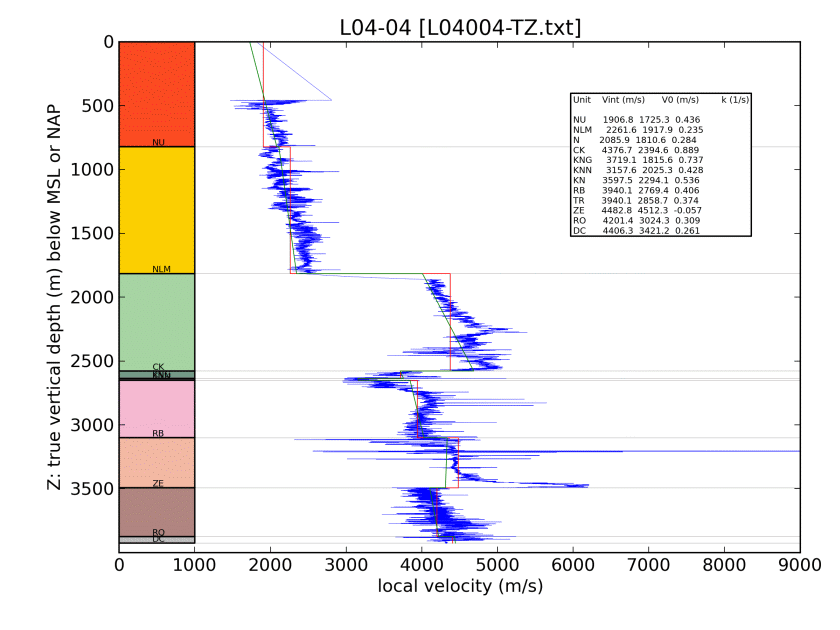 L04-04 [L04004-TZ.txt]
Z: true vertical depth (m) below MSL or NAP
0
500
1000
1500
2000
2500
3000
3500
NU
NLM
CK
RB
ZE
RO
DC
Unit Vint (m/s) V0 (m/s) k (1/s)
NU 1906.8 1725.3 0.436
NLM 2261.6 1917.9 0.235
N 2085.9 1810.6 0.284
CK 4376.7 2394.6 0.889
KNG 3719.1 1815.6 0.737
KNN 3157.6 2025.3 0.428
KN 3597.5 2294.1 0.536
RB 3940.1 2769.4 0.406
TR 3940.1 2858.7 0.374
ZE 4482.8 4512.3 -0.057
RO 4201.4 3024.3 0.309
DC 4406.3 3421.2 0.261
0 1000 2000 3000 4000 5000 6000 7000 8000 9000
local velocity (m/s)